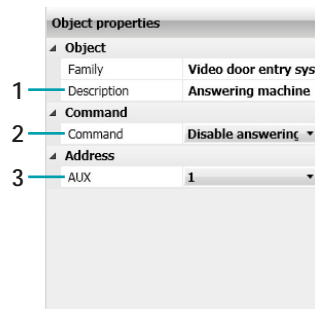 Object properties
Object
Family Video door entry sys
1 Description Answering machine
Command
2 Command Disable answering
Address
3 AUX 1